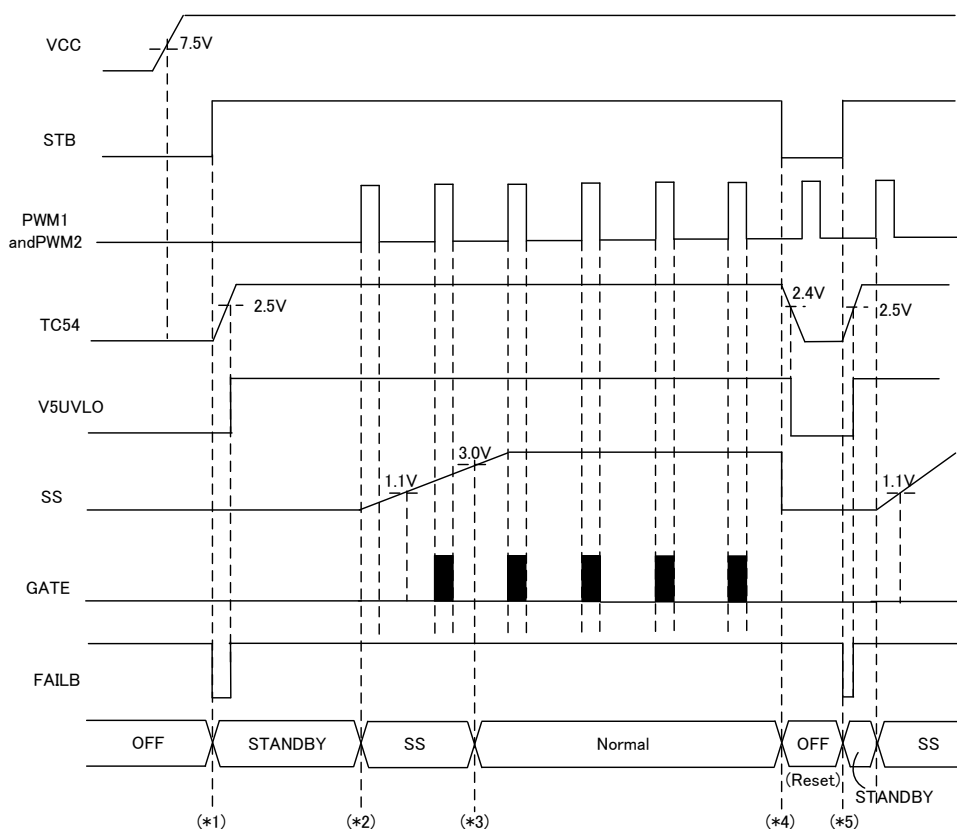 VCC
7.5V
STB
PWM1
andPWM2
TC54
2.5V
2.4V
2.5V
V5UVLO
SS
1.1V
3.0V
1.1V
GATE
FAILB
OFF
STANDBY
SS
Normal
OFF
SS
(Reset)
STANDBY
(*1)
(*2)
(*3)
(*4)
(*5)